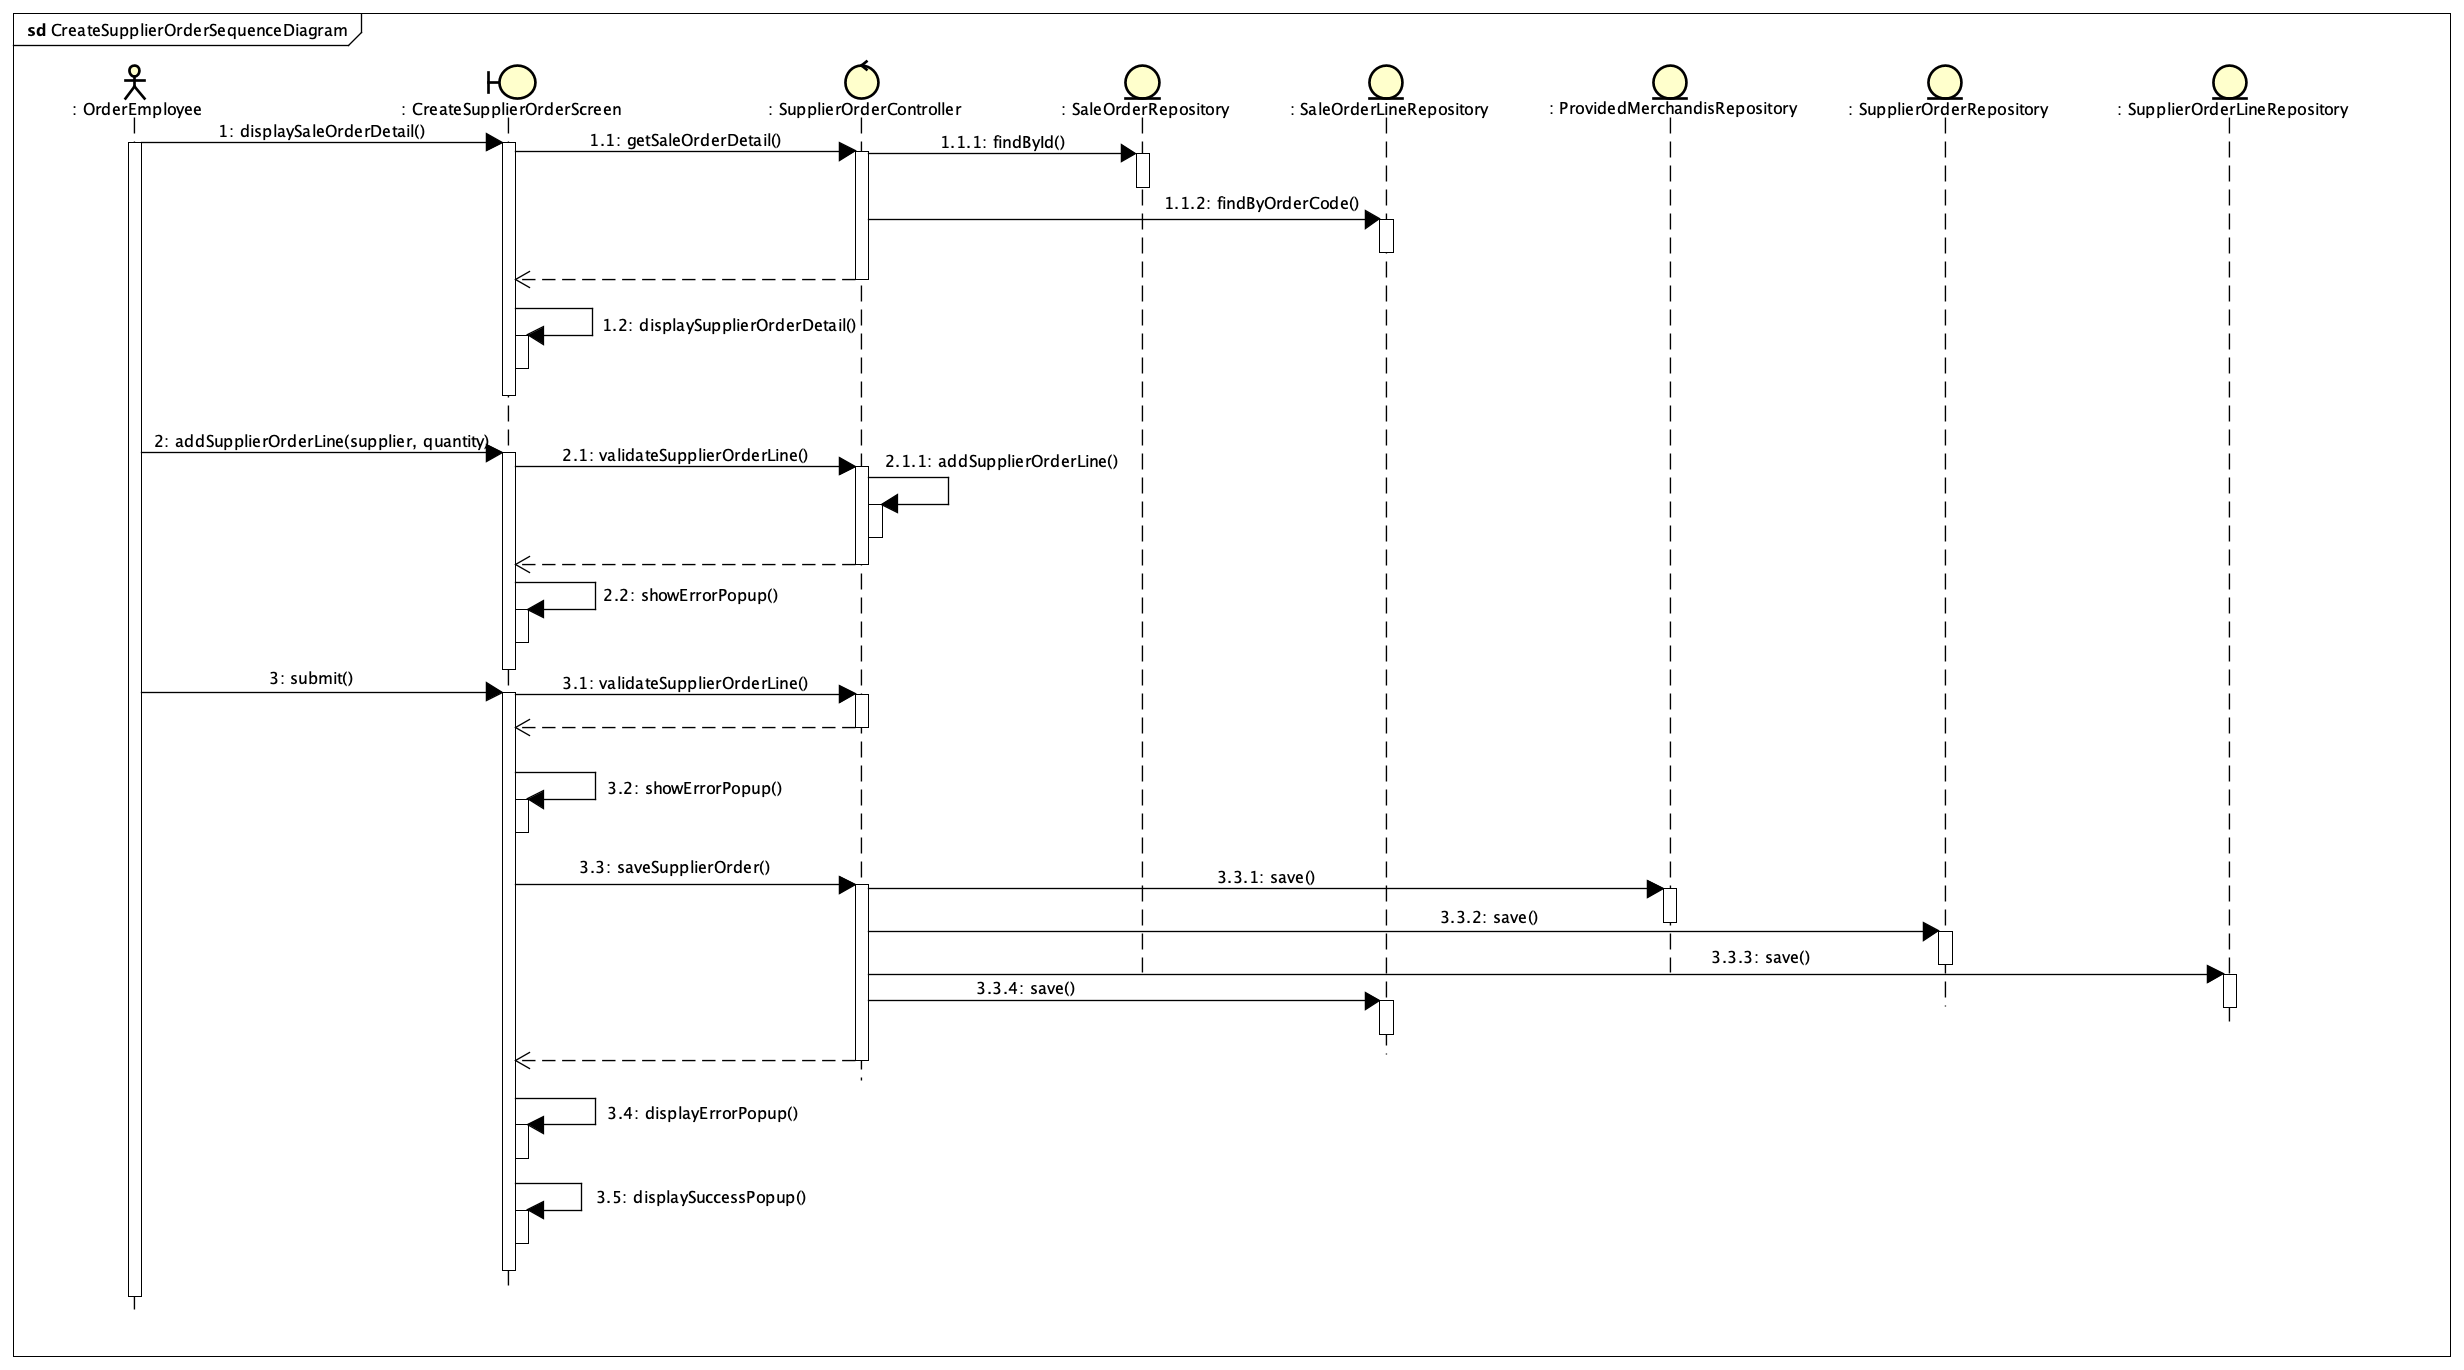 sd CreateSupplierOrderSequenceDiagram
: OrderEmployee
: CreateSupplierOrderScreen
: SupplierOrderController
: SaleOrderRepository
: SaleOrderLineRepository
: ProvidedMerchandisRepository
: SupplierOrderRepository
: SupplierOrderLineRepository
1: displaySaleOrderDetail()
1.1: getSaleOrderDetail()
1.1.1: findById()
1.1.2: findByOrderCode()
1.2: displaySupplierOrderDetail()
2: addSupplierOrderLine(supplier, quantity)
2.1: validateSupplierOrderLine()
2.1.1: addSupplierOrderLine()
2.2: showErrorPopup()
3: submit()
3.1: validateSupplierOrderLine()
3.2: showErrorPopup()
3.3: saveSupplierOrder()
3.3.1: save()
3.3.2: save()
3.3.3: save()
3.3.4: save()
3.4: displayErrorPopup()
3.5: displaySuccessPopup()